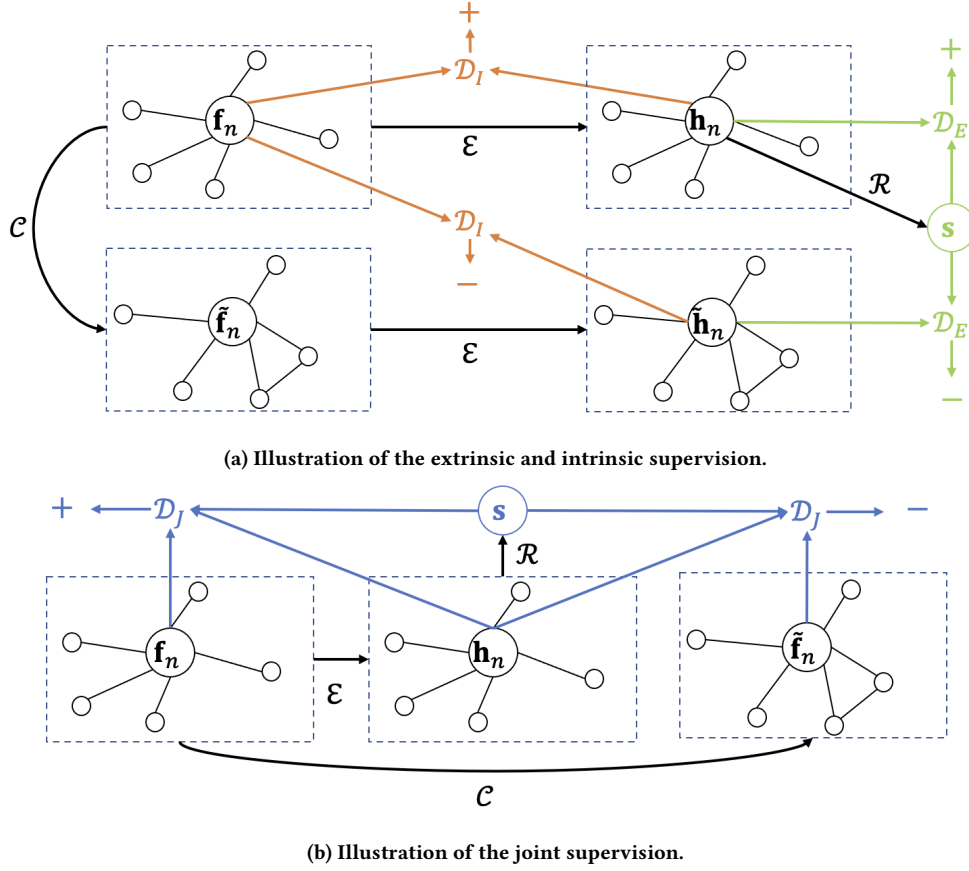 +
+
𝒟_I
f_n
h_n
𝒟_E
ℰ
ℛ
𝒞
𝒟_I
s
−
f̃_n
h̃_n
𝒟_E
ℰ
−
(a) Illustration of the extrinsic and intrinsic supervision.
+
𝒟_J
s
𝒟_J
−
ℛ
f_n
h_n
f̃_n
ℰ
𝒞
(b) Illustration of the joint supervision.